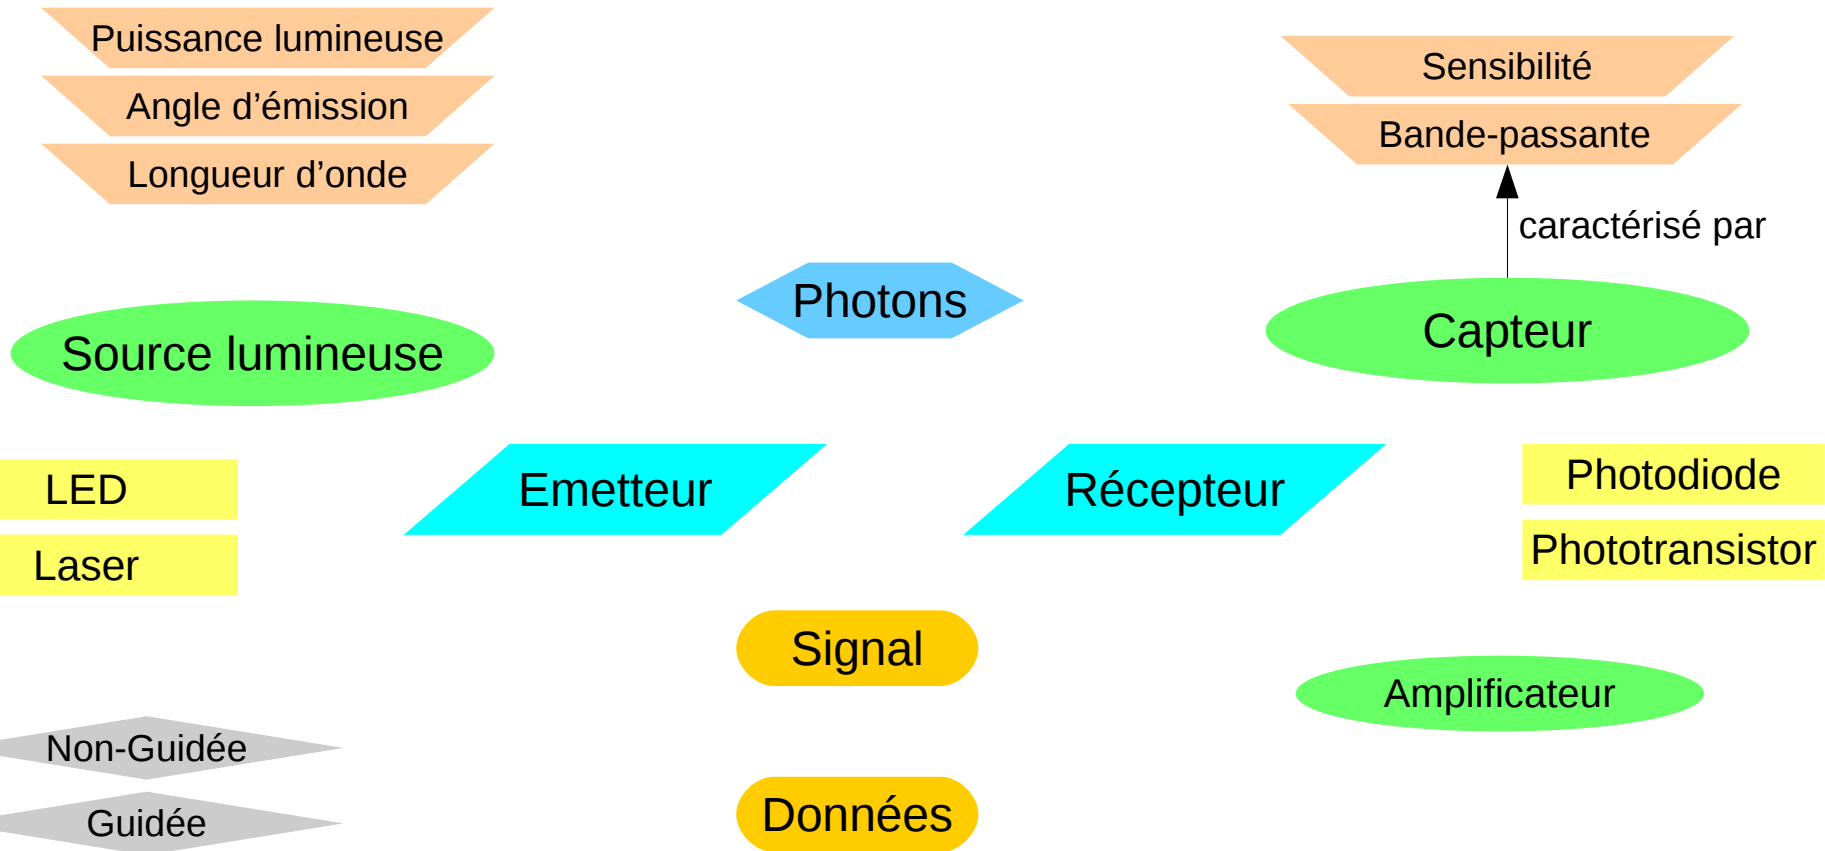 Puissance lumineuse
Angle d’émission
Longueur d’onde
Sensibilité
Bande-passante
caractérisé par
Photons
Source lumineuse
Capteur
LED
Laser
Emetteur
Récepteur
Photodiode
Phototransistor
Signal
Amplificateur
Non-Guidée
Guidée
Données